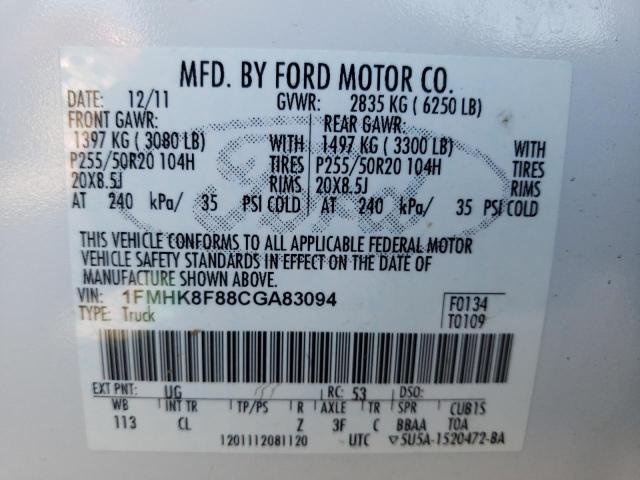 MFD. BY FORD MOTOR CO.
DATE: 12/11 GVWR: 2835 KG ( 6250 LB)
FRONT GAWR: REAR GAWR:
1397 KG ( 3080 LB) WITH 1497 KG ( 3300 LB) WITH
P255/50R20 104H TIRES P255/50R20 104H TIRES
20X8.5J RIMS 20X8.5J RIMS
AT 240 kPa/ 35 PSI COLD AT 240 kPa/ 35 PSI COLD
Ford
THIS VEHICLE CONFORMS TO ALL APPLICABLE FEDERAL MOTOR
VEHICLE SAFETY STANDARDS IN EFFECT ON THE DATE OF
MANUFACTURE SHOWN ABOVE.
VIN: 1FMHK8F88CGA83094 F0134
TYPE: Truck T0109
EXT PNT: UG RC: 53 DSO:
WB INT TR TP/PS R AXLE TR SPR CUB1S
113 CL Z 3F C BBAA TOA
1201112081120 UTC ▽5U5A-1520472-BA